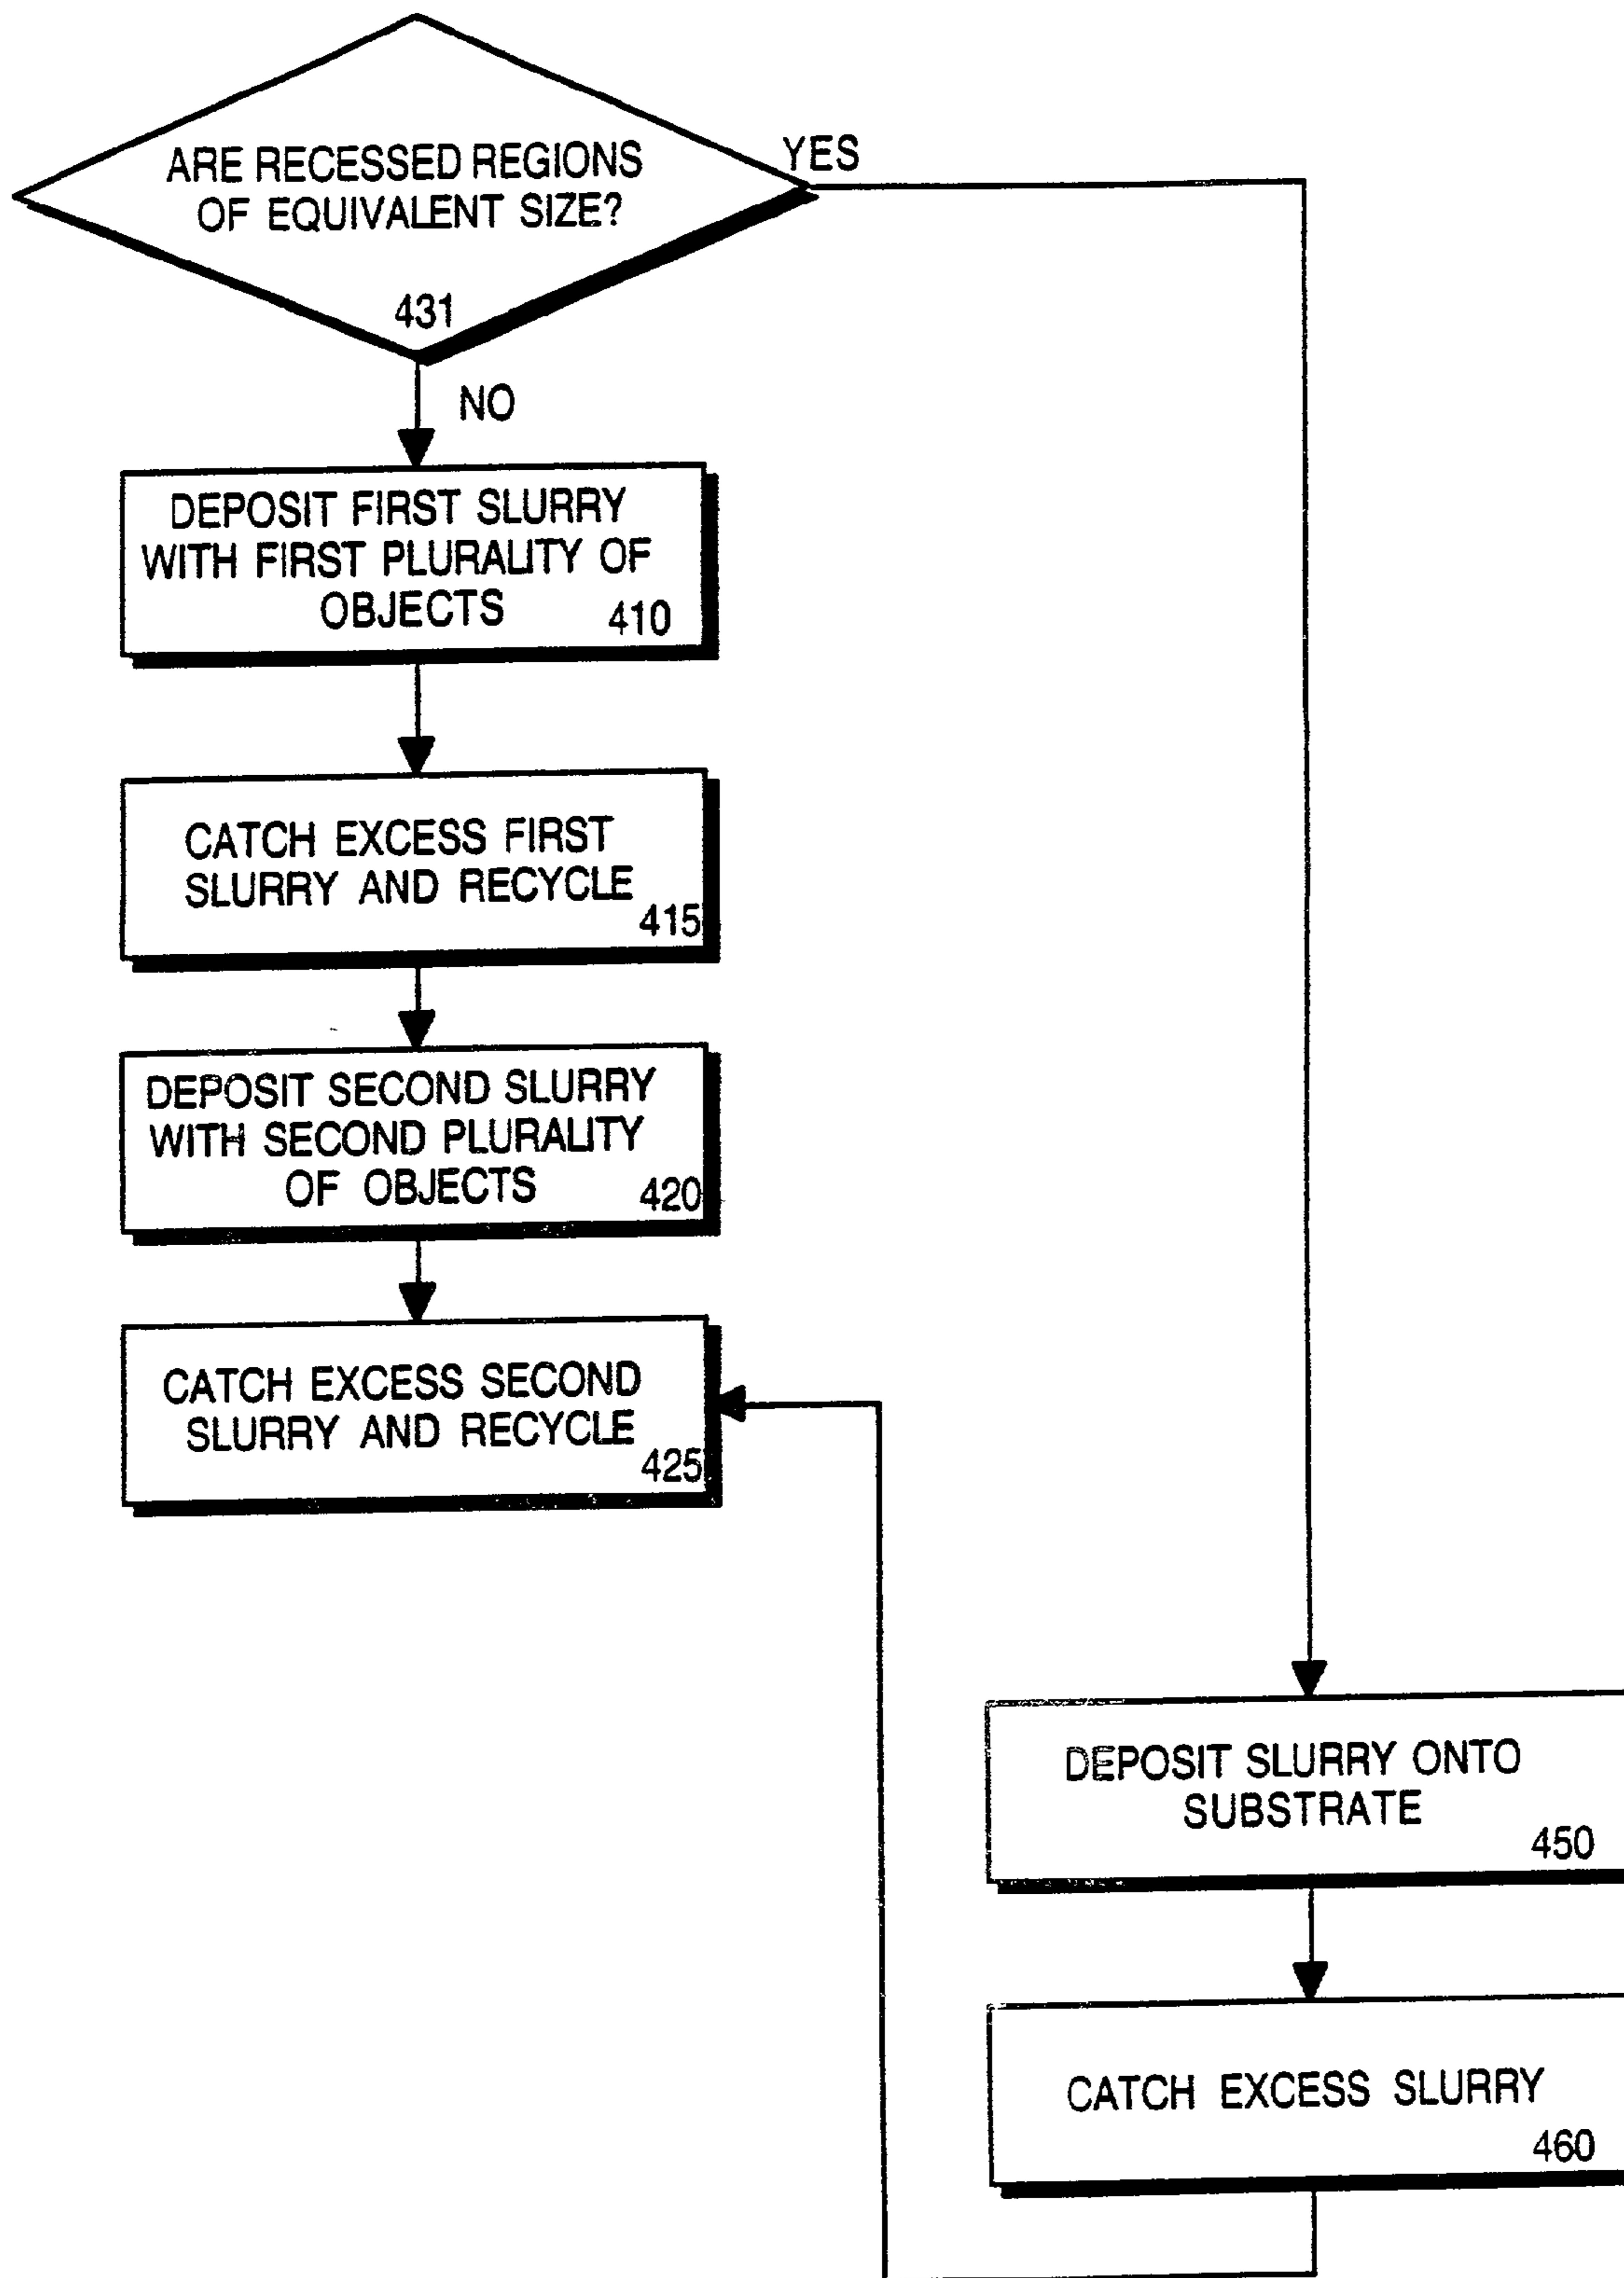 ARE RECESSED REGIONS
OF EQUIVALENT SIZE?
431
YES
NO
DEPOSIT FIRST SLURRY
WITH FIRST PLURALITY OF
OBJECTS
410
CATCH EXCESS FIRST
SLURRY AND RECYCLE
415
DEPOSIT SECOND SLURRY
WITH SECOND PLURALITY
OF OBJECTS
420
CATCH EXCESS SECOND
SLURRY AND RECYCLE
425
DEPOSIT SLURRY ONTO
SUBSTRATE
450
CATCH EXCESS SLURRY
460